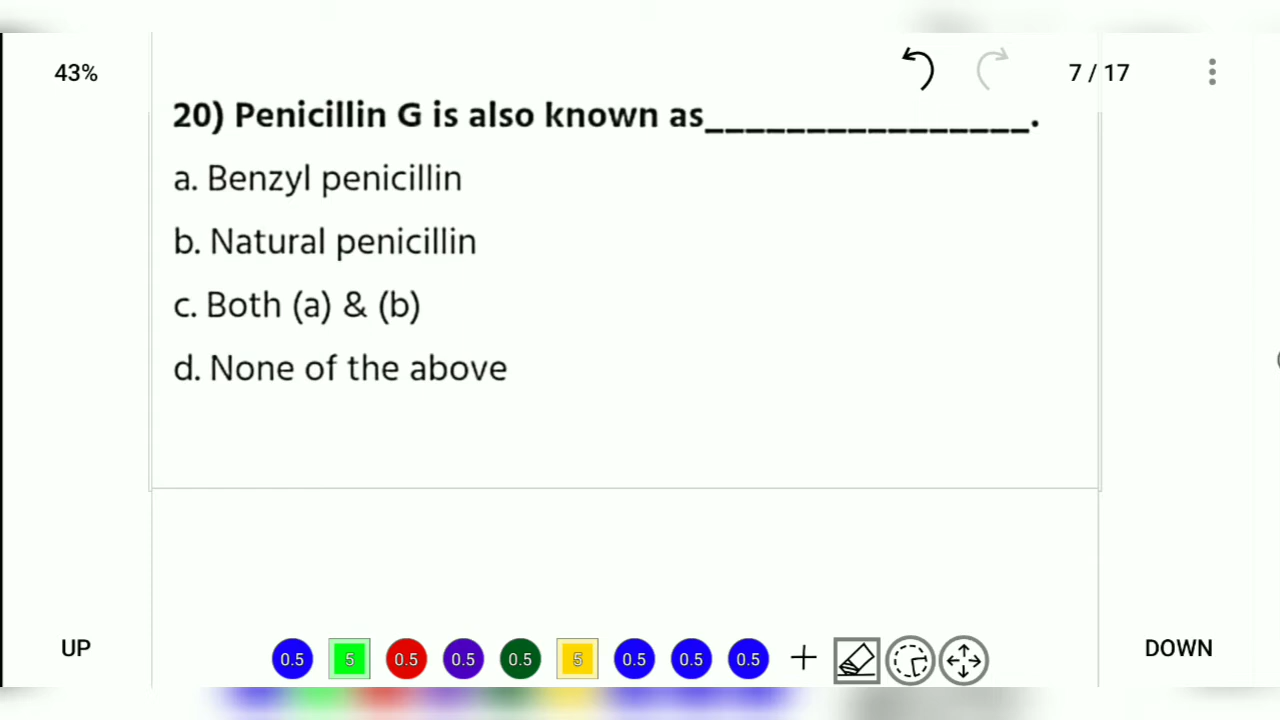 43%
7 / 17
20) Penicillin G is also known as________________.
a. Benzyl penicillin
b. Natural penicillin
c. Both (a) & (b)
d. None of the above
UP
0.5 5 0.5 0.5 0.5 5 0.5 0.5 0.5
DOWN